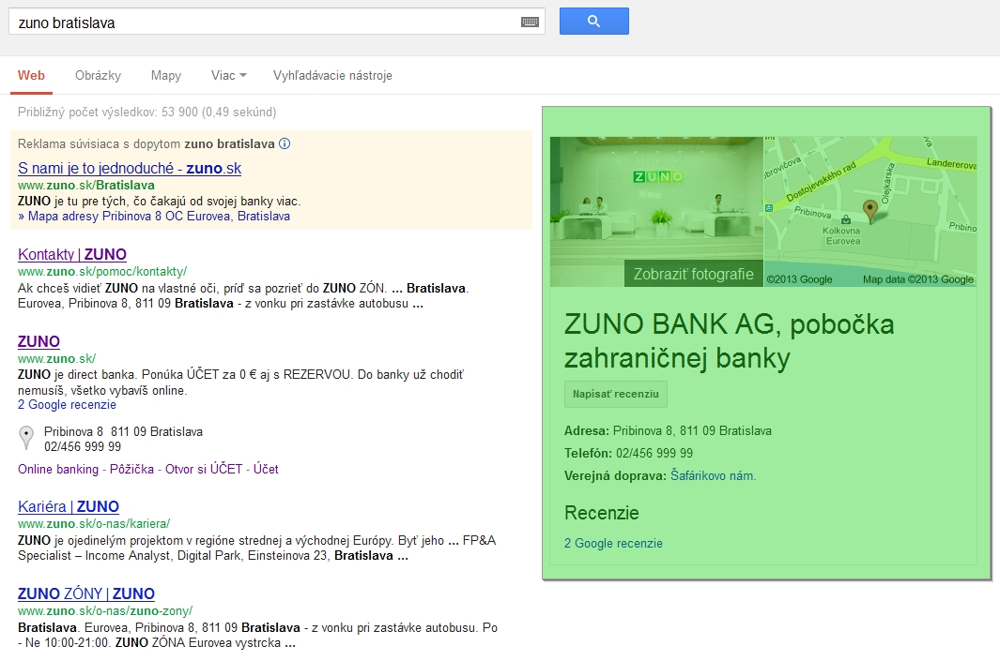 zuno bratislava
Web Obrázky Mapy Viac Vyhľadávacie nástroje
Približný počet výsledkov: 53 900 (0,49 sekúnd)
Reklama súvisiaca s dopytom zuno bratislava
S nami je to jednoduché - zuno.sk
www.zuno.sk/Bratislava
ZUNO je tu pre tých, čo čakajú od svojej banky viac.
» Mapa adresy Pribinova 8 OC Eurovea, Bratislava
Kontakty | ZUNO
www.zuno.sk/pomoc/kontakty/
Ak chceš vidieť ZUNO na vlastné oči, príď sa pozrieť do ZUNO ZÓN. ... Bratislava.
Eurovea, Pribinova 8, 811 09 Bratislava - z vonku pri zastávke autobusu ...
ZUNO
www.zuno.sk/
ZUNO je direct banka. Ponúka ÚČET za 0 € aj s REZERVOU. Do banky už chodiť
nemusíš, všetko vybavíš online.
2 Google recenzie
Pribinova 8 811 09 Bratislava
02/456 999 99
Online banking - Pôžička - Otvor si ÚČET - Účet
Kariéra | ZUNO
www.zuno.sk/o-nas/kariera/
ZUNO je ojedinelým projektom v regióne strednej a východnej Európy. Byť jeho ... FP&A
Specialist – Income Analyst, Digital Park, Einsteinova 23, Bratislava ...
ZUNO ZÓNY | ZUNO
www.zuno.sk/o-nas/zuno-zony/
Bratislava. Eurovea, Pribinova 8, 811 09 Bratislava - z vonku pri zastávke autobusu. Po
- Ne 10:00-21:00. ZUNO ZÓNA Eurovea vystrcka ...
ZUNO
Zobraziť fotografie
Landererova
Dostojevského rad
Olejkárska
Pribinova
Kolkovna
Eurovea
Pribino
©2013 Google Map data ©2013 Google
ZUNO BANK AG, pobočka
zahraničnej banky
Napísať recenziu
Adresa: Pribinova 8, 811 09 Bratislava
Telefón: 02/456 999 99
Verejná doprava: Šafárikovo nám.
Recenzie
2 Google recenzie